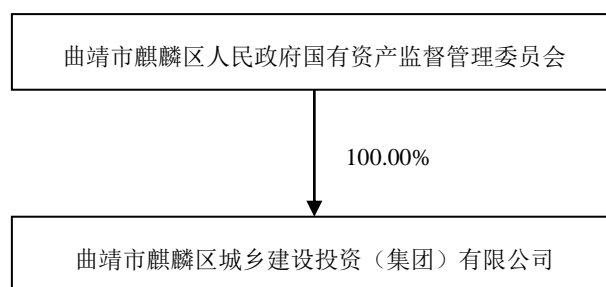 曲靖市麒麟区人民政府国有资产监督管理委员会
100.00%
曲靖市麒麟区城乡建设投资（集团）有限公司